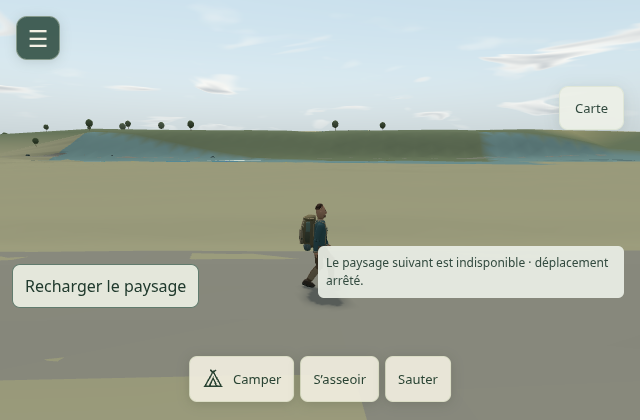 Carte
Le paysage suivant est indisponible · déplacement
arrêté.
Recharger le paysage
Camper
S’asseoir
Sauter